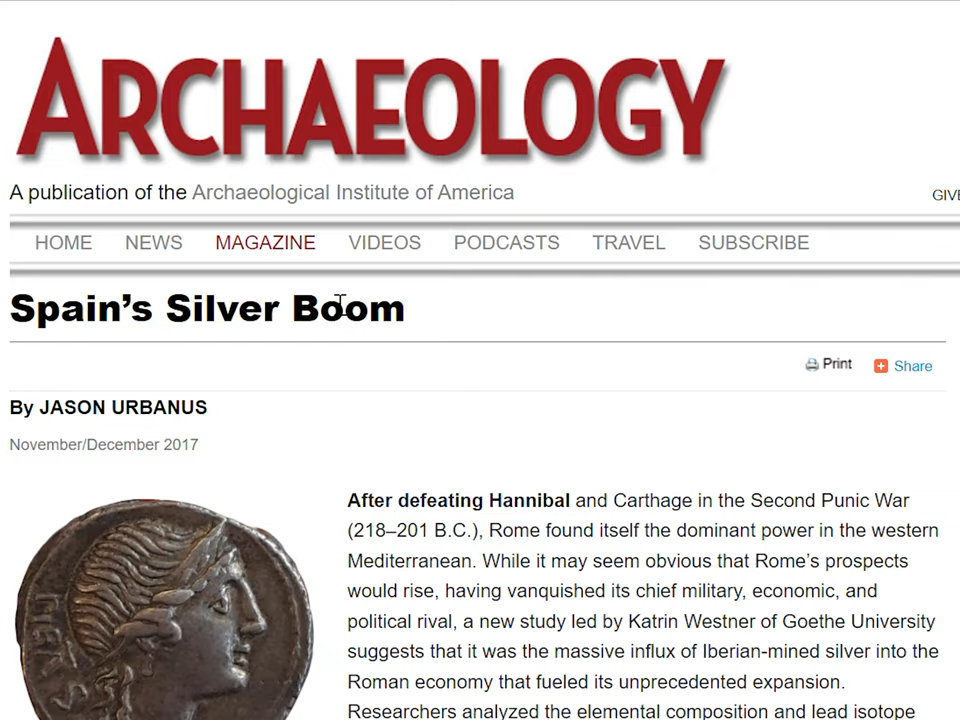 ARCHAEOLOGY
A publication of the Archaeological Institute of America
HOME NEWS MAGAZINE VIDEOS PODCASTS TRAVEL SUBSCRIBE
Spain’s Silver Boom
Print Share
By JASON URBANUS
November/December 2017
After defeating Hannibal and Carthage in the Second Punic War
(218–201 B.C.), Rome found itself the dominant power in the western
Mediterranean. While it may seem obvious that Rome’s prospects
would rise, having vanquished its chief military, economic, and
political rival, a new study led by Katrin Westner of Goethe University
suggests that it was the massive influx of Iberian-mined silver into the
Roman economy that fueled its unprecedented expansion.
Researchers analyzed the elemental composition and lead isotope